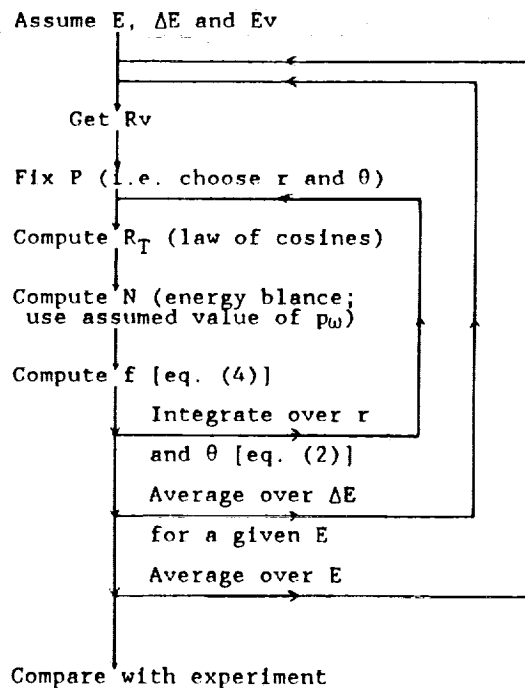 Assume E, ΔE and Ev
Get Rv
Fix P (i.e. choose r and θ)
Compute R_T (law of cosines)
Compute N (energy blance;
use assumed value of pω)
Compute f [eq. (4)]
Integrate over r
and θ [eq. (2)]
Average over ΔE
for a given E
Average over E
Compare with experiment